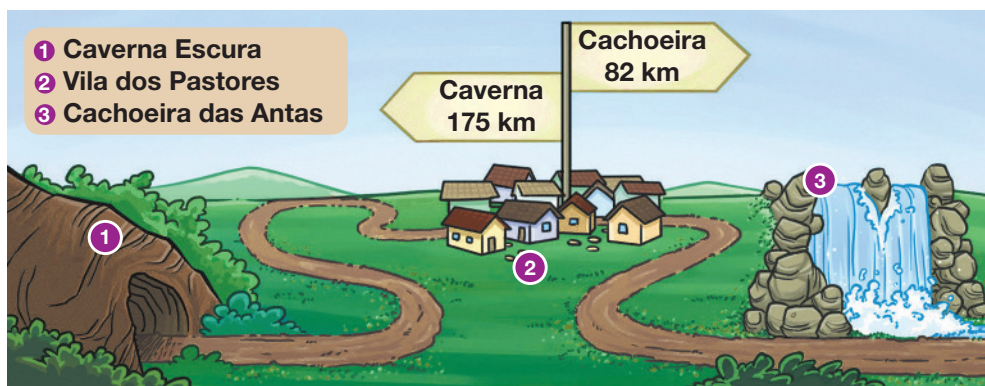 1 Caverna Escura
2 Vila dos Pastores
3 Cachoeira das Antas
Cachoeira
82 km
Caverna
175 km
1
2
3